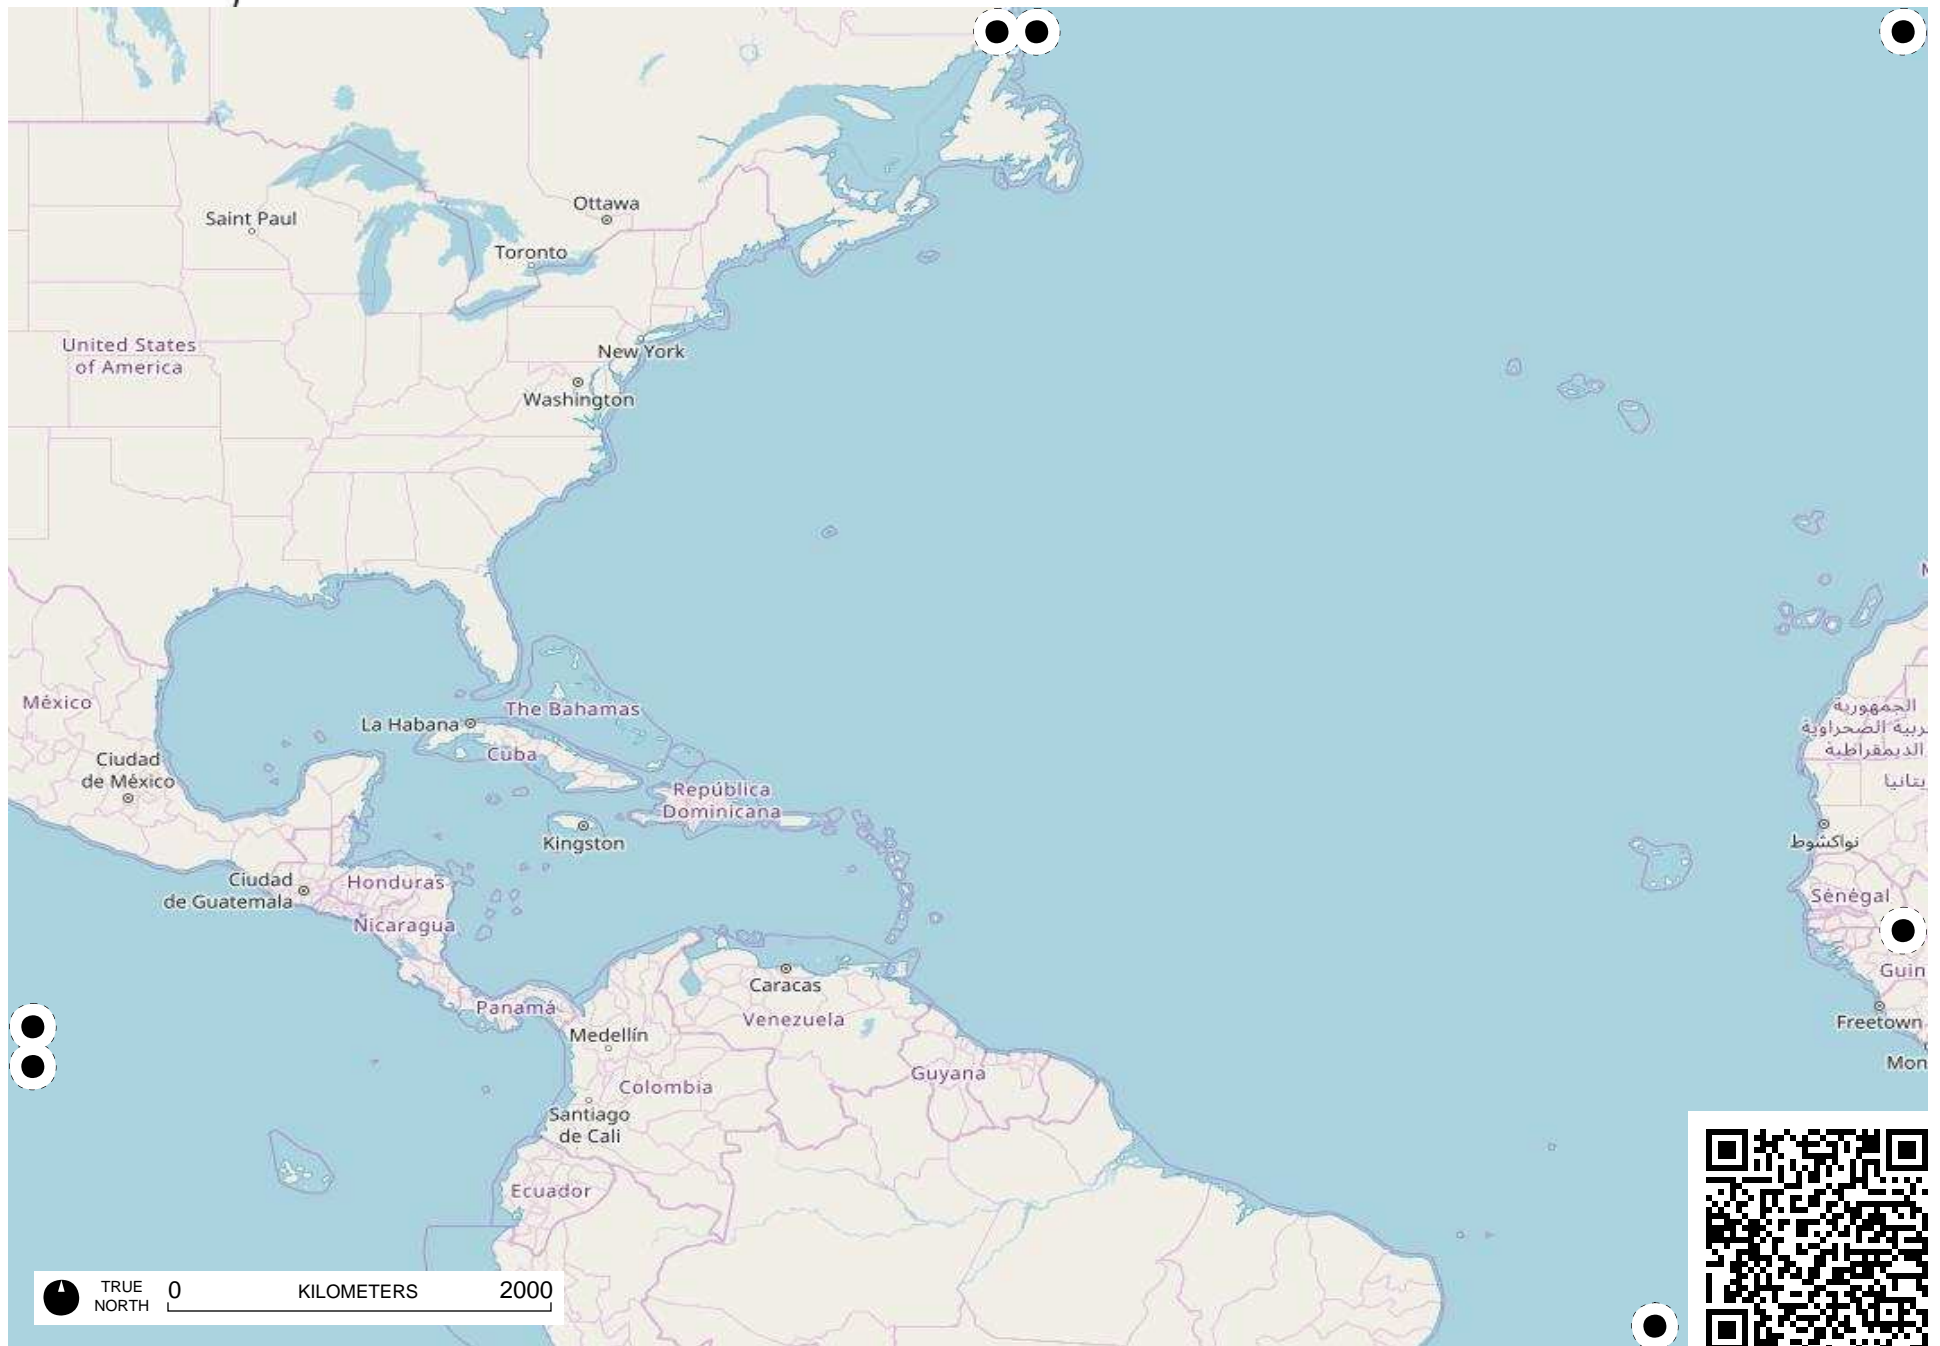 Ottawa
Saint Paul
Toronto
United States
of America
New York
Washington
México
La Habana
The Bahamas
Cuba
Ciudad
de México
República
Dominicana
Kingston
Ciudad
de Guatemala
Honduras
Nicaragua
الجمهورية
الديمقراطية
نواكشوط
Sénégal
Caracas
Panamá
Venezuela
Medellín
Guin
Freetown
Mon
Colombia
Guyana
Santiago
de Cali
Ecuador
TRUE
NORTH
0 KILOMETERS 2000